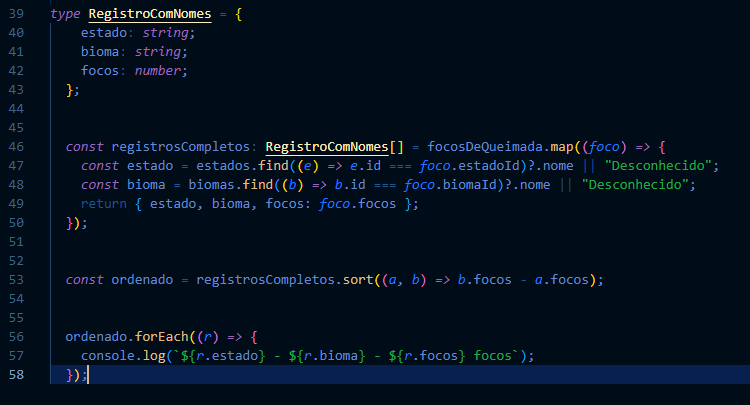 39 type RegistroComNomes = {
40 estado: string;
41 bioma: string;
42 focos: number;
43 };
44
45
46 const registrosCompletos: RegistroComNomes[] = focosDeQueimada.map((foco) => {
47 const estado = estados.find((e) => e.id === foco.estadoId)?.nome || "Desconhecido";
48 const bioma = biomas.find((b) => b.id === foco.biomaId)?.nome || "Desconhecido";
49 return { estado, bioma, focos: foco.focos };
50 });
51
52
53 const ordenado = registrosCompletos.sort((a, b) => b.focos - a.focos);
54
55
56 ordenado.forEach((r) => {
57 console.log(`${r.estado} - ${r.bioma} - ${r.focos} focos`);
58 });